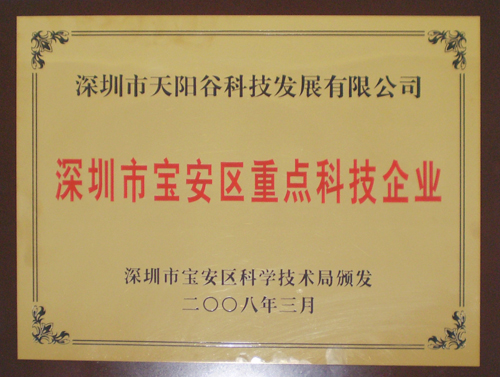 深圳市天阳谷科技发展有限公司
深圳市宝安区重点科技企业
深圳市宝安区科学技术局颁发
二〇〇八年三月